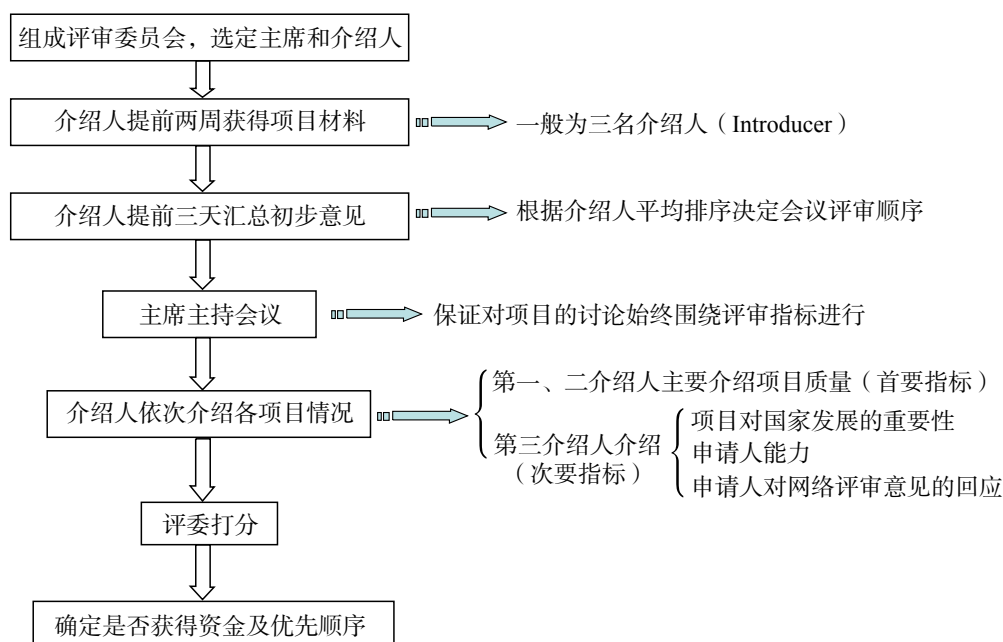 组成评审委员会，选定主席和介绍人
介绍人提前两周获得项目材料
一般为三名介绍人（Introducer）
介绍人提前三天汇总初步意见
根据介绍人平均排序决定会议评审顺序
主席主持会议
保证对项目的讨论始终围绕评审指标进行
介绍人依次介绍各项目情况
第一、二介绍人主要介绍项目质量（首要指标）
第三介绍人介绍
（次要指标）
项目对国家发展的重要性
申请人能力
申请人对网络评审意见的回应
评委打分
确定是否获得资金及优先顺序